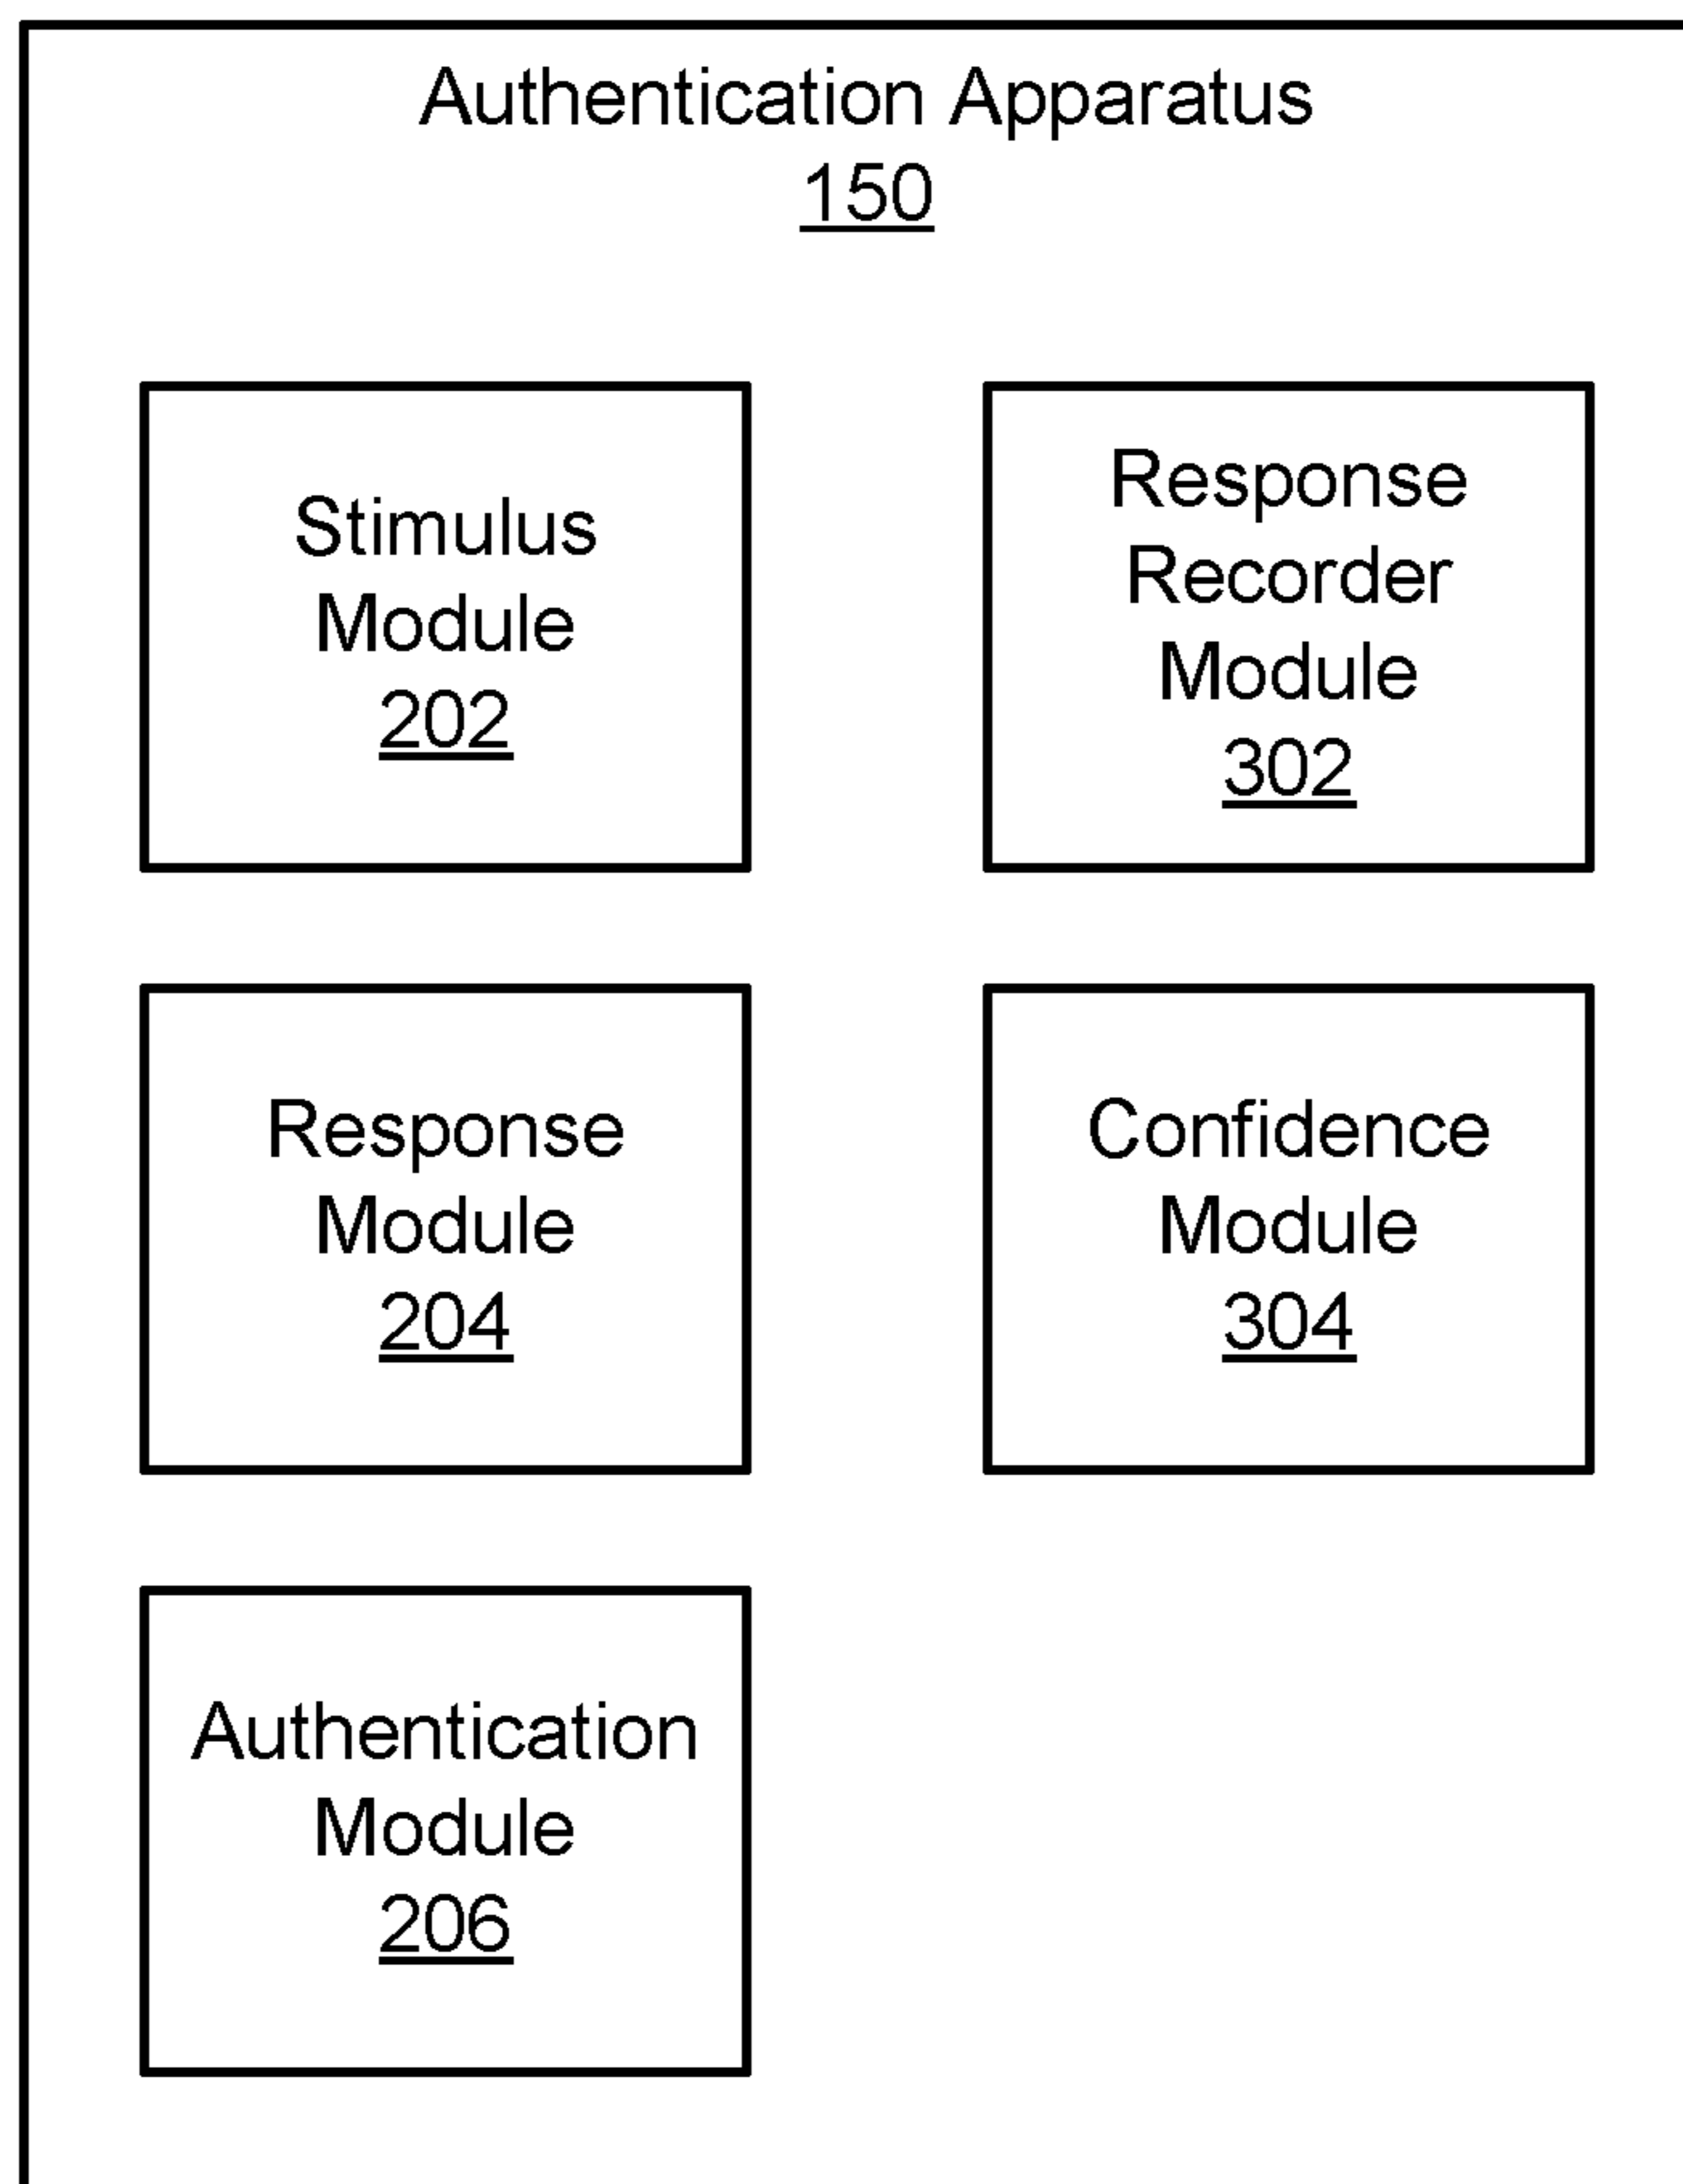 Authentication Apparatus
150
Stimulus
Module
202
Response
Recorder
Module
302
Response
Module
204
Confidence
Module
304
Authentication
Module
206